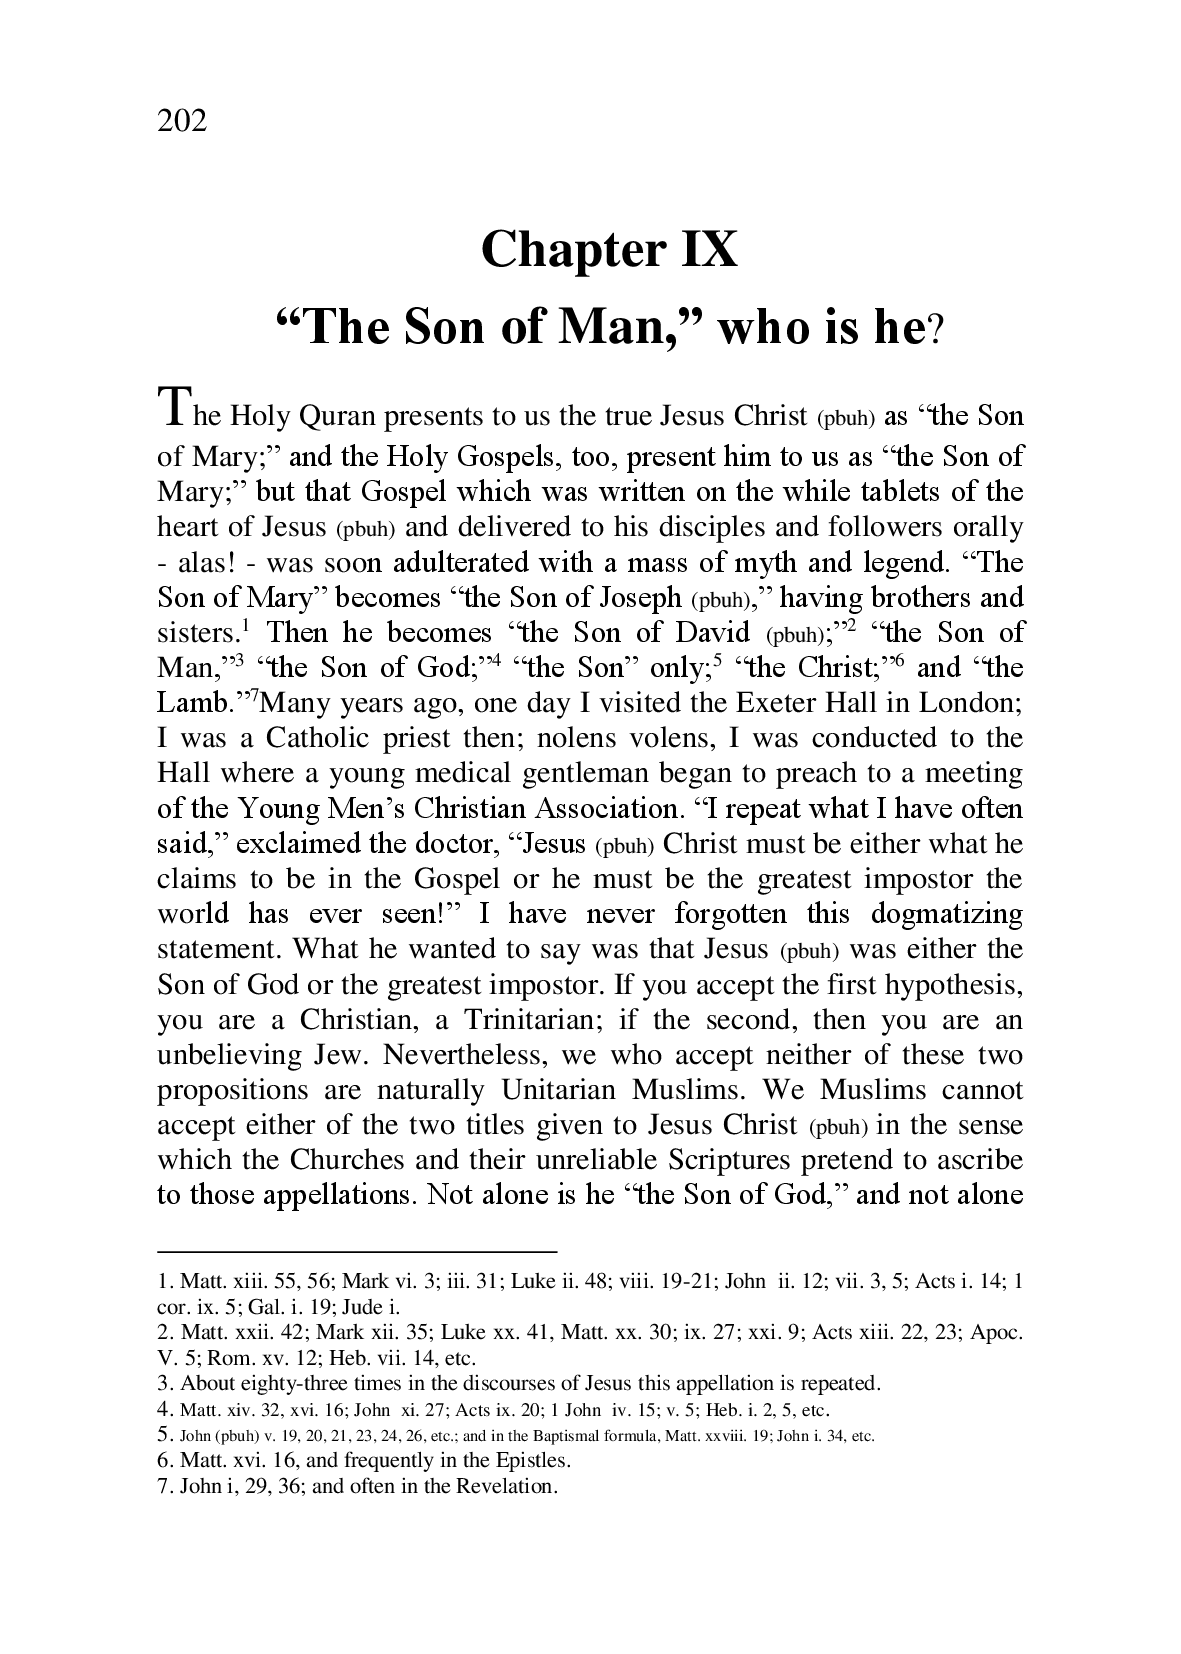 202
Chapter IX
“The Son of Man,” who is he?
The Holy Quran presents to us the true Jesus Christ (pbuh) as “the Son
of Mary;” and the Holy Gospels, too, present him to us as “the Son of
Mary;” but that Gospel which was written on the while tablets of the
heart of Jesus (pbuh) and delivered to his disciples and followers orally
- alas! - was soon adulterated with a mass of myth and legend. “The
Son of Mary” becomes “the Son of Joseph (pbuh),” having brothers and
sisters.1 Then he becomes “the Son of David (pbuh);”2 “the Son of
Man,”3 “the Son of God;”4 “the Son” only;5 “the Christ;”6 and “the
Lamb.”7Many years ago, one day I visited the Exeter Hall in London;
I was a Catholic priest then; nolens volens, I was conducted to the
Hall where a young medical gentleman began to preach to a meeting
of the Young Men’s Christian Association. “I repeat what I have often
said,” exclaimed the doctor, “Jesus (pbuh) Christ must be either what he
claims to be in the Gospel or he must be the greatest impostor the
world has ever seen!” I have never forgotten this dogmatizing
statement. What he wanted to say was that Jesus (pbuh) was either the
Son of God or the greatest impostor. If you accept the first hypothesis,
you are a Christian, a Trinitarian; if the second, then you are an
unbelieving Jew. Nevertheless, we who accept neither of these two
propositions are naturally Unitarian Muslims. We Muslims cannot
accept either of the two titles given to Jesus Christ (pbuh) in the sense
which the Churches and their unreliable Scriptures pretend to ascribe
to those appellations. Not alone is he “the Son of God,” and not alone
1. Matt. xiii. 55, 56; Mark vi. 3; iii. 31; Luke ii. 48; viii. 19-21; John ii. 12; vii. 3, 5; Acts i. 14; 1
cor. ix. 5; Gal. i. 19; Jude i.
2. Matt. xxii. 42; Mark xii. 35; Luke xx. 41, Matt. xx. 30; ix. 27; xxi. 9; Acts xiii. 22, 23; Apoc.
V. 5; Rom. xv. 12; Heb. vii. 14, etc.
3. About eighty-three times in the discourses of Jesus this appellation is repeated.
4. Matt. xiv. 32, xvi. 16; John xi. 27; Acts ix. 20; 1 John iv. 15; v. 5; Heb. i. 2, 5, etc.
5. John (pbuh) v. 19, 20, 21, 23, 24, 26, etc.; and in the Baptismal formula, Matt. xxviii. 19; John i. 34, etc.
6. Matt. xvi. 16, and frequently in the Epistles.
7. John i, 29, 36; and often in the Revelation.